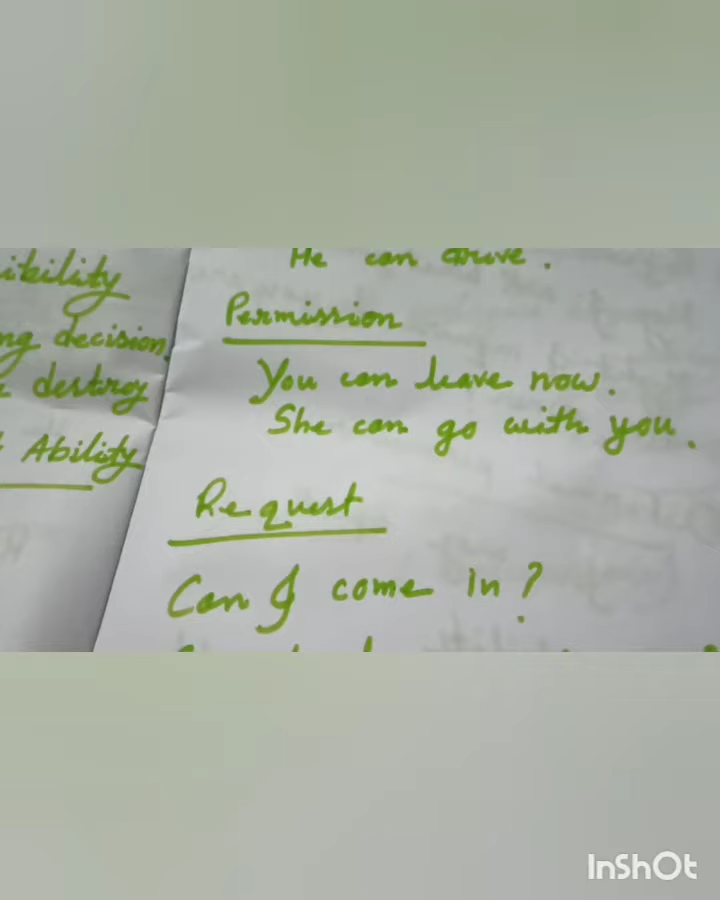 decision,
destroy
Ability
He can drive.
Permission
You can leave now.
She can go with you.
Request
Can I come in?
InShOt